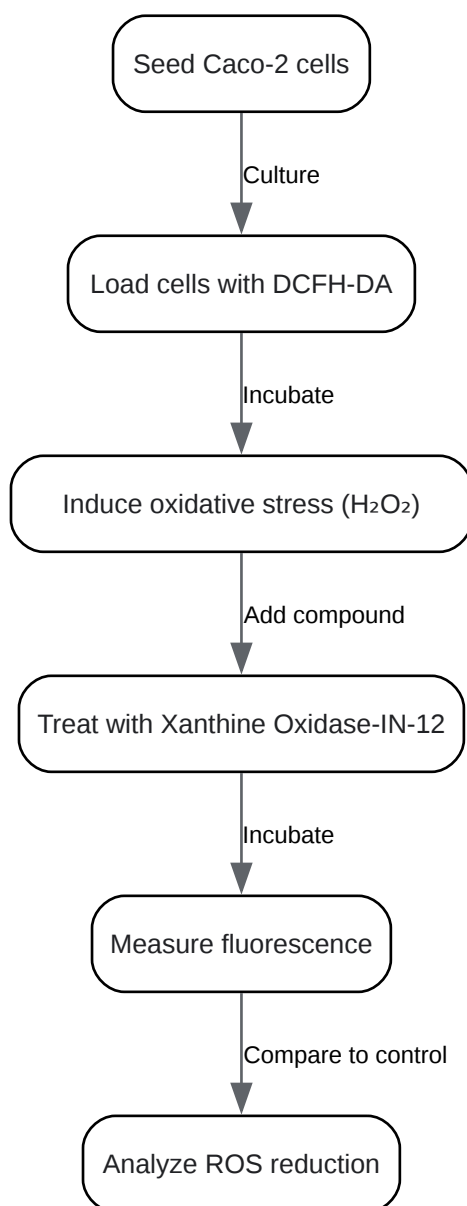 Seed Caco-2 cells
Culture
Load cells with DCFH-DA
Incubate
Induce oxidative stress (H₂O₂)
Add compound
Treat with Xanthine Oxidase-IN-12
Incubate
Measure fluorescence
Compare to control
Analyze ROS reduction